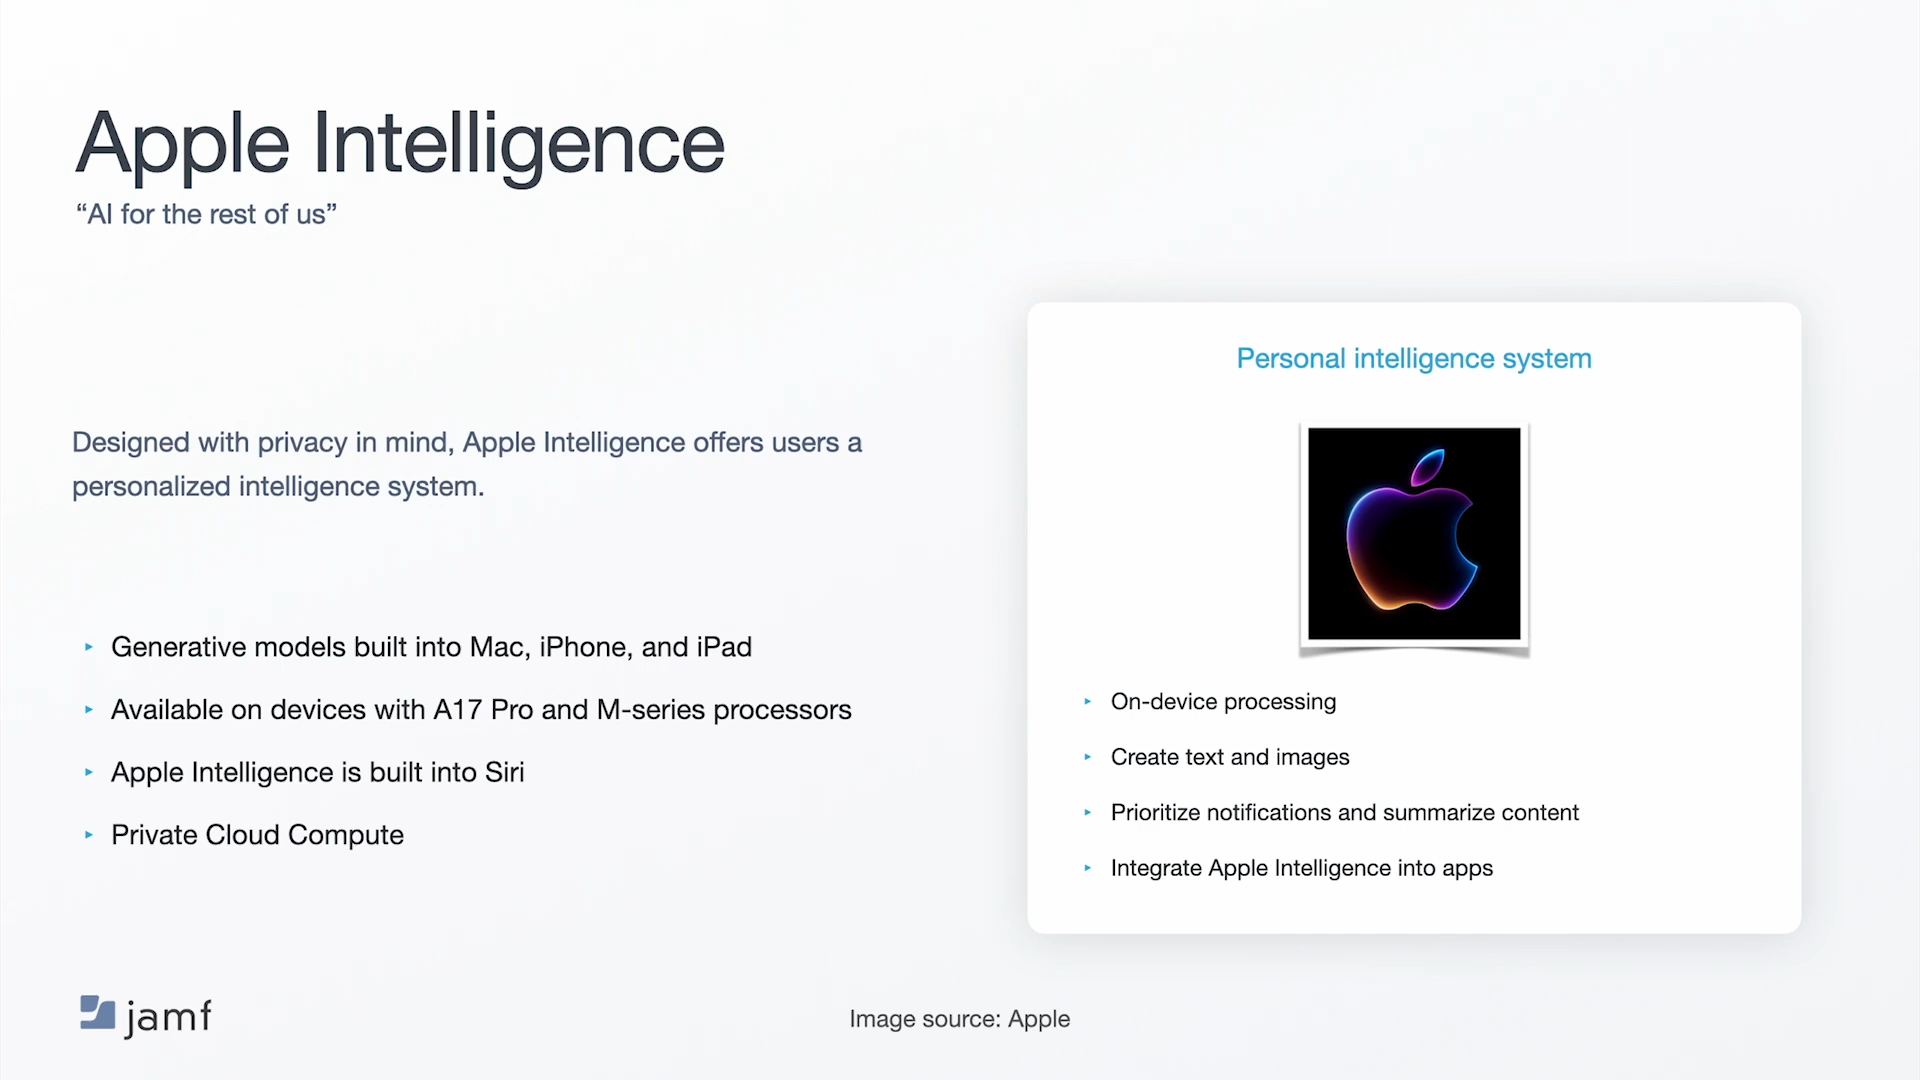 Apple Intelligence
“AI for the rest of us”
Designed with privacy in mind, Apple Intelligence offers users a
personalized intelligence system.
‣ Generative models built into Mac, iPhone, and iPad
‣ Available on devices with A17 Pro and M-series processors
‣ Apple Intelligence is built into Siri
‣ Private Cloud Compute
Personal intelligence system
‣ On-device processing
‣ Create text and images
‣ Prioritize notifications and summarize content
‣ Integrate Apple Intelligence into apps
jamf
Image source: Apple